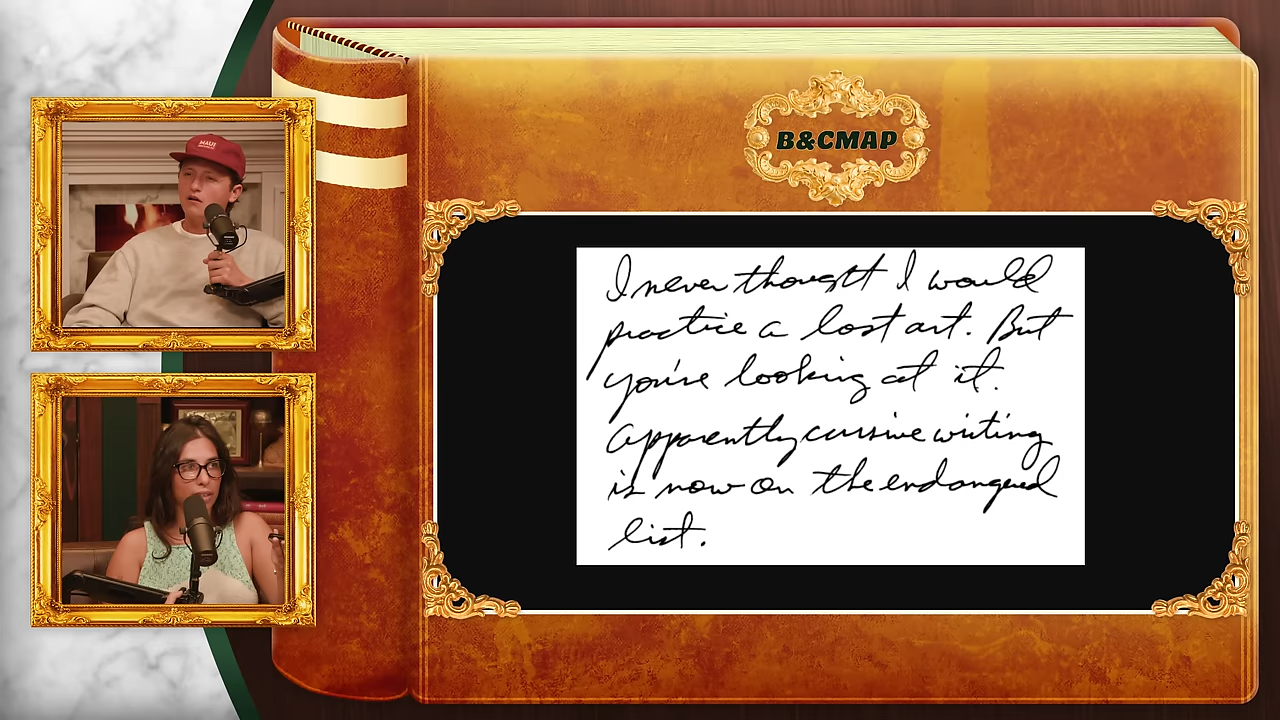 MAUI
B&CMAP
I never thought I would
practice a lost art. But
you're looking at it.
Apparently cursive writing
is now on the endangered
list.